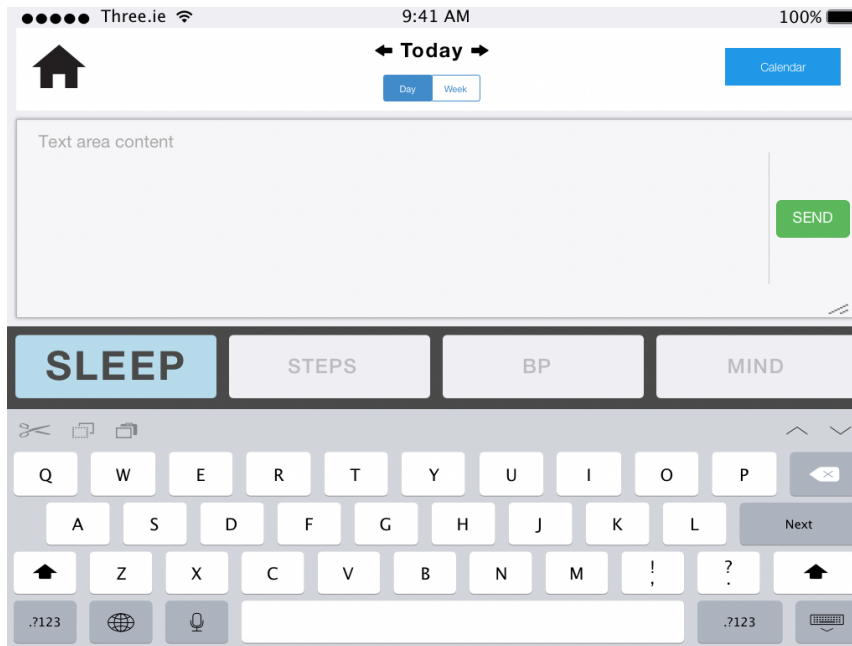 Three.ie 9:41 AM 100%
Today
Calendar
Day Week
Text area content
SEND
SLEEP STEPS BP MIND
Q W E R T Y U I O P
A S D F G H J K L Next
Z X C V B N M ! , ? .
.?123 .?123